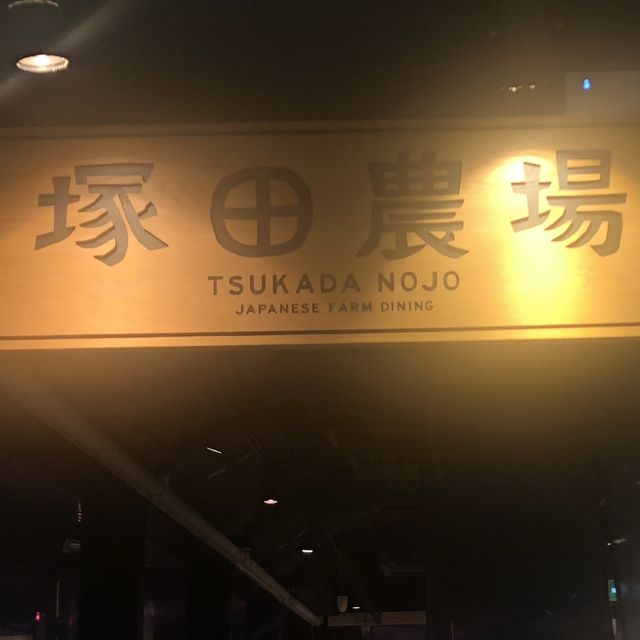 塚田農場
TSUKADA NOJO
JAPANESE FARM DINING